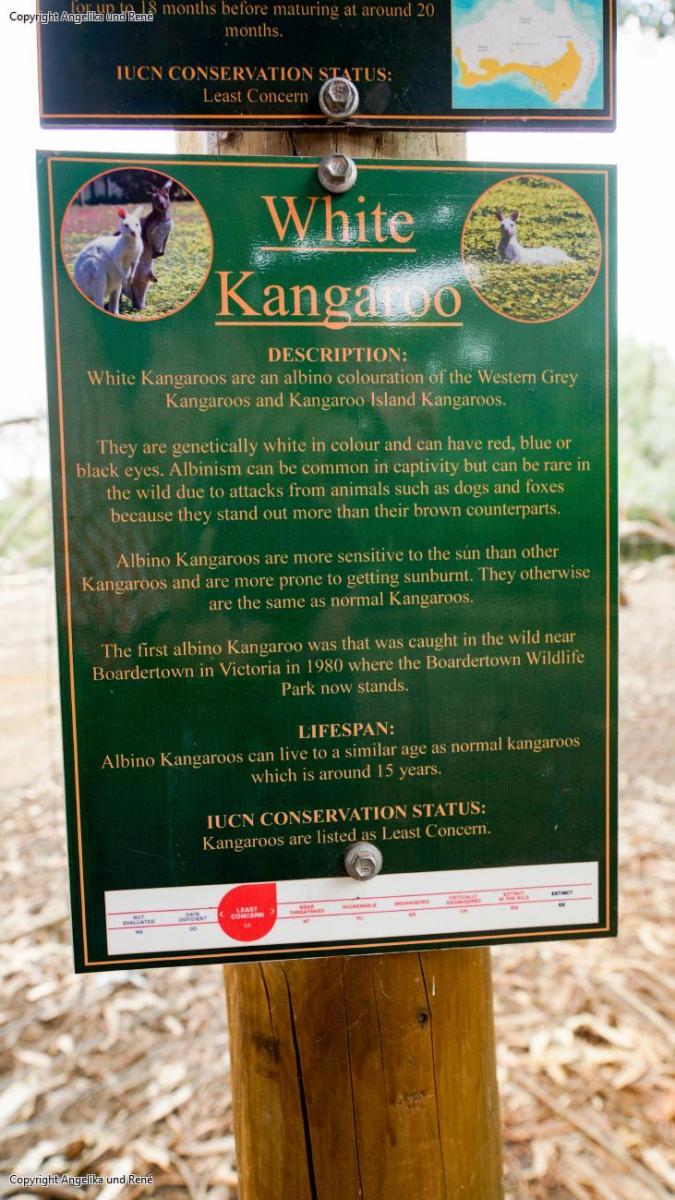 Copyright Angelika und René
for up to 18 months before maturing at around 20
months.
IUCN CONSERVATION STATUS:
Least Concern
White
Kangaroo
DESCRIPTION:
White Kangaroos are an albino colouration of the Western Grey
Kangaroos and Kangaroo Island Kangaroos.
They are genetically white in colour and can have red, blue or
black eyes. Albinism can be common in captivity but can be rare in
the wild due to attacks from animals such as dogs and foxes
because they stand out more than their brown counterparts.
Albino Kangaroos are more sensitive to the sun than other
Kangaroos and are more prone to getting sunburnt. They otherwise
are the same as normal Kangaroos.
The first albino Kangaroo was that was caught in the wild near
Boardertown in Victoria in 1980 where the Boardertown Wildlife
Park now stands.
LIFESPAN:
Albino Kangaroos can live to a similar age as normal kangaroos
which is around 15 years.
IUCN CONSERVATION STATUS:
Kangaroos are listed as Least Concern.
NOT EVALUATED NE
DATA DEFICIENT DD
< LEAST CONCERN > LC
NEAR THREATENED NT
VULNERABLE VU
ENDANGERED EN
CRITICALLY ENDANGERED CR
EXTINCT IN THE WILD EW
EXTINCT EX
Copyright Angelika und René